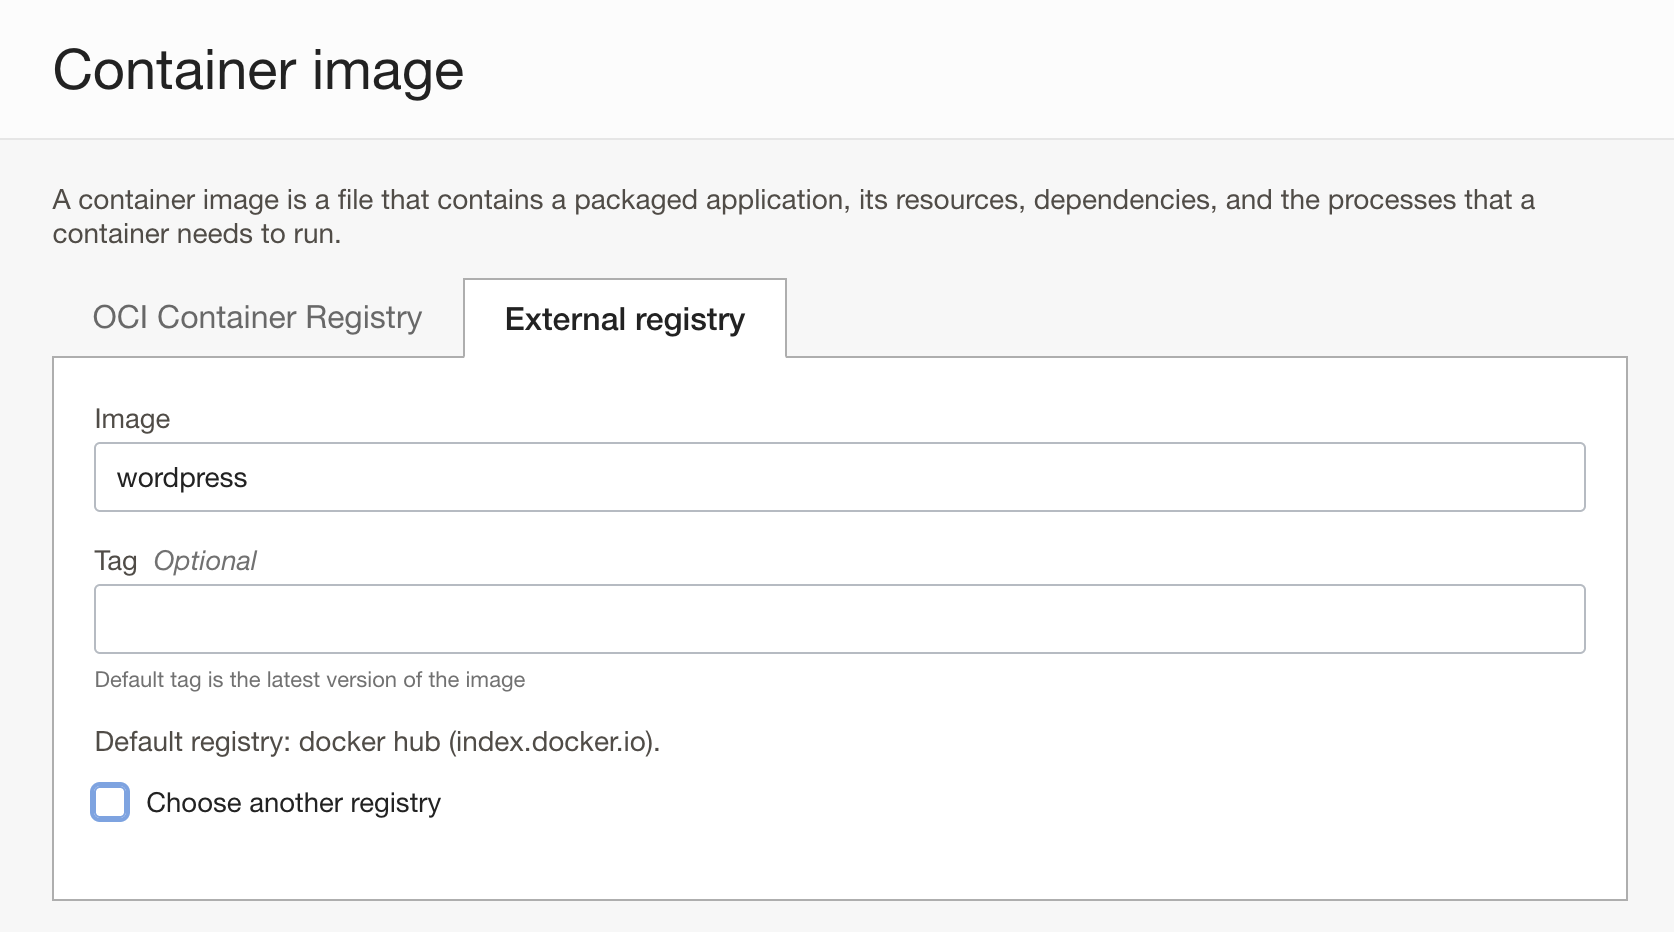 Container image
A container image is a file that contains a packaged application, its resources, dependencies, and the processes that a
container needs to run.
OCI Container Registry
External registry
Image
wordpress
Tag Optional
Default tag is the latest version of the image
Default registry: docker hub (index.docker.io).
Choose another registry